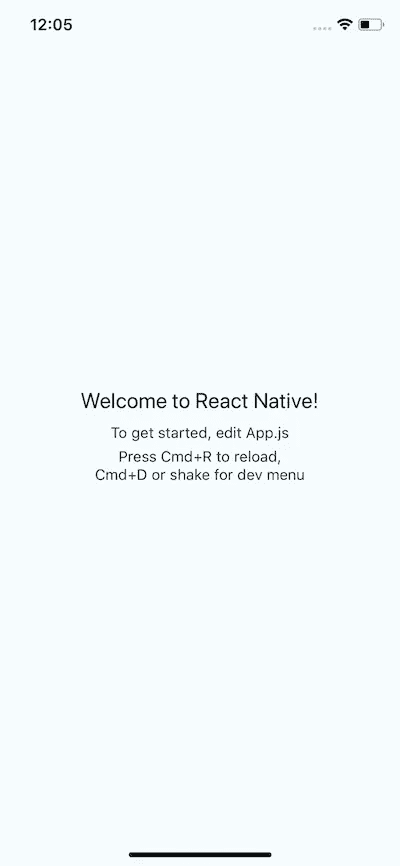 12:05
Welcome to React Native!
To get started, edit App.js
Press Cmd+R to reload,
Cmd+D or shake for dev menu